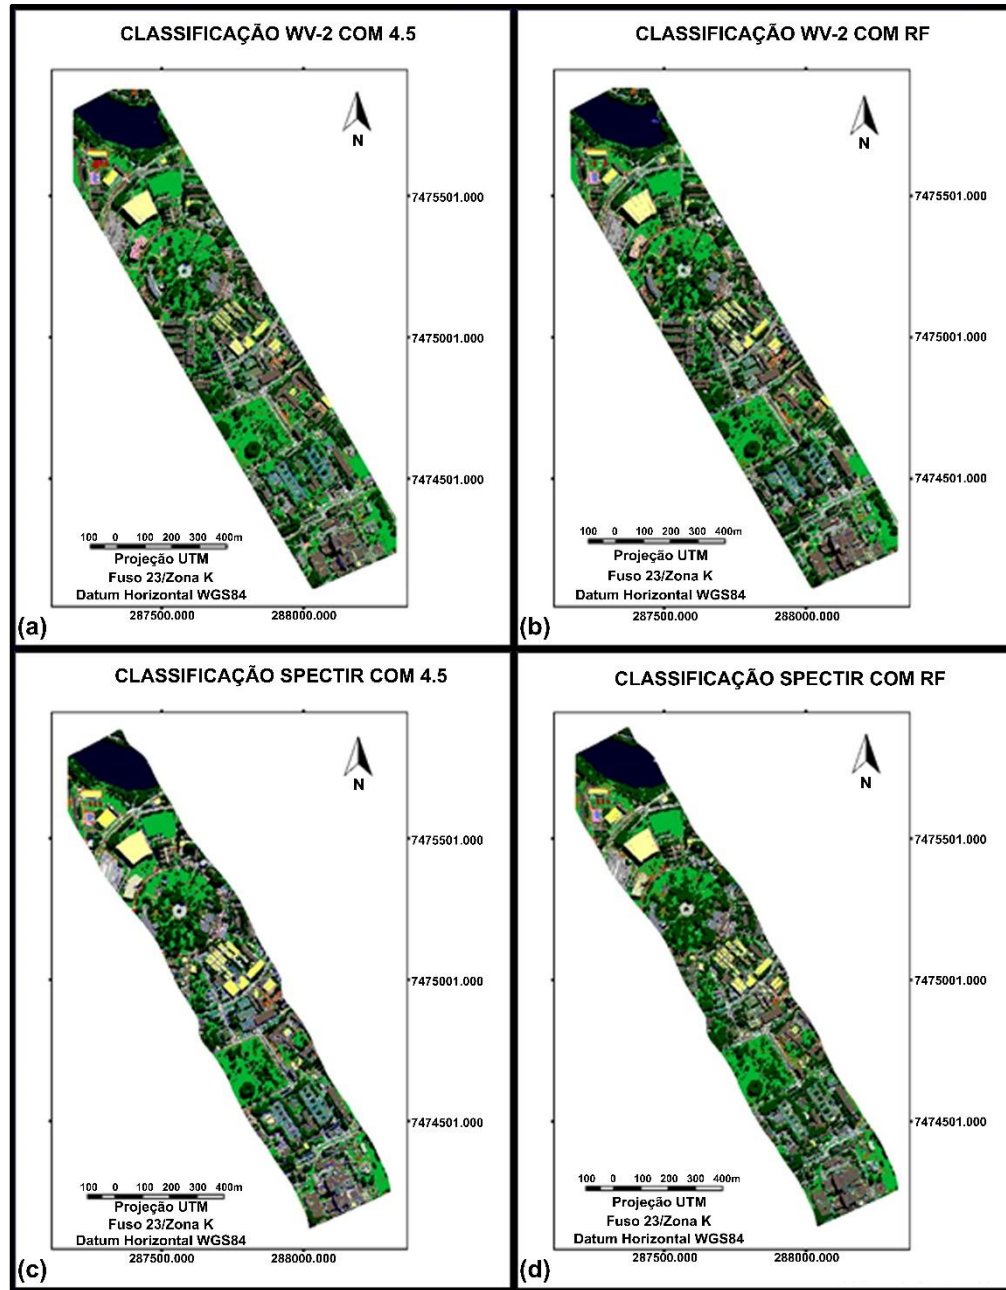 CLASSIFICAÇÃO WV-2 COM 4.5
N
7475501.000
7475001.000
7474501.000
100 0 100 200 300 400m
Projeção UTM
Fuso 23/Zona K
Datum Horizontal WGS84
287500.000 288000.000
(a)
CLASSIFICAÇÃO WV-2 COM RF
N
7475501.000
7475001.000
7474501.000
100 0 100 200 300 400m
Projeção UTM
Fuso 23/Zona K
Datum Horizontal WGS84
287500.000 288000.000
(b)
CLASSIFICAÇÃO SPECTIR COM 4.5
N
7475501.000
7475001.000
7474501.000
100 0 100 200 300 400m
Projeção UTM
Fuso 23/Zona K
Datum Horizontal WGS84
287500.000 288000.000
(c)
CLASSIFICAÇÃO SPECTIR COM RF
N
7475501.000
7475001.000
7474501.000
100 0 100 200 300 400m
Projeção UTM
Fuso 23/Zona K
Datum Horizontal WGS84
287500.000 288000.000
(d)